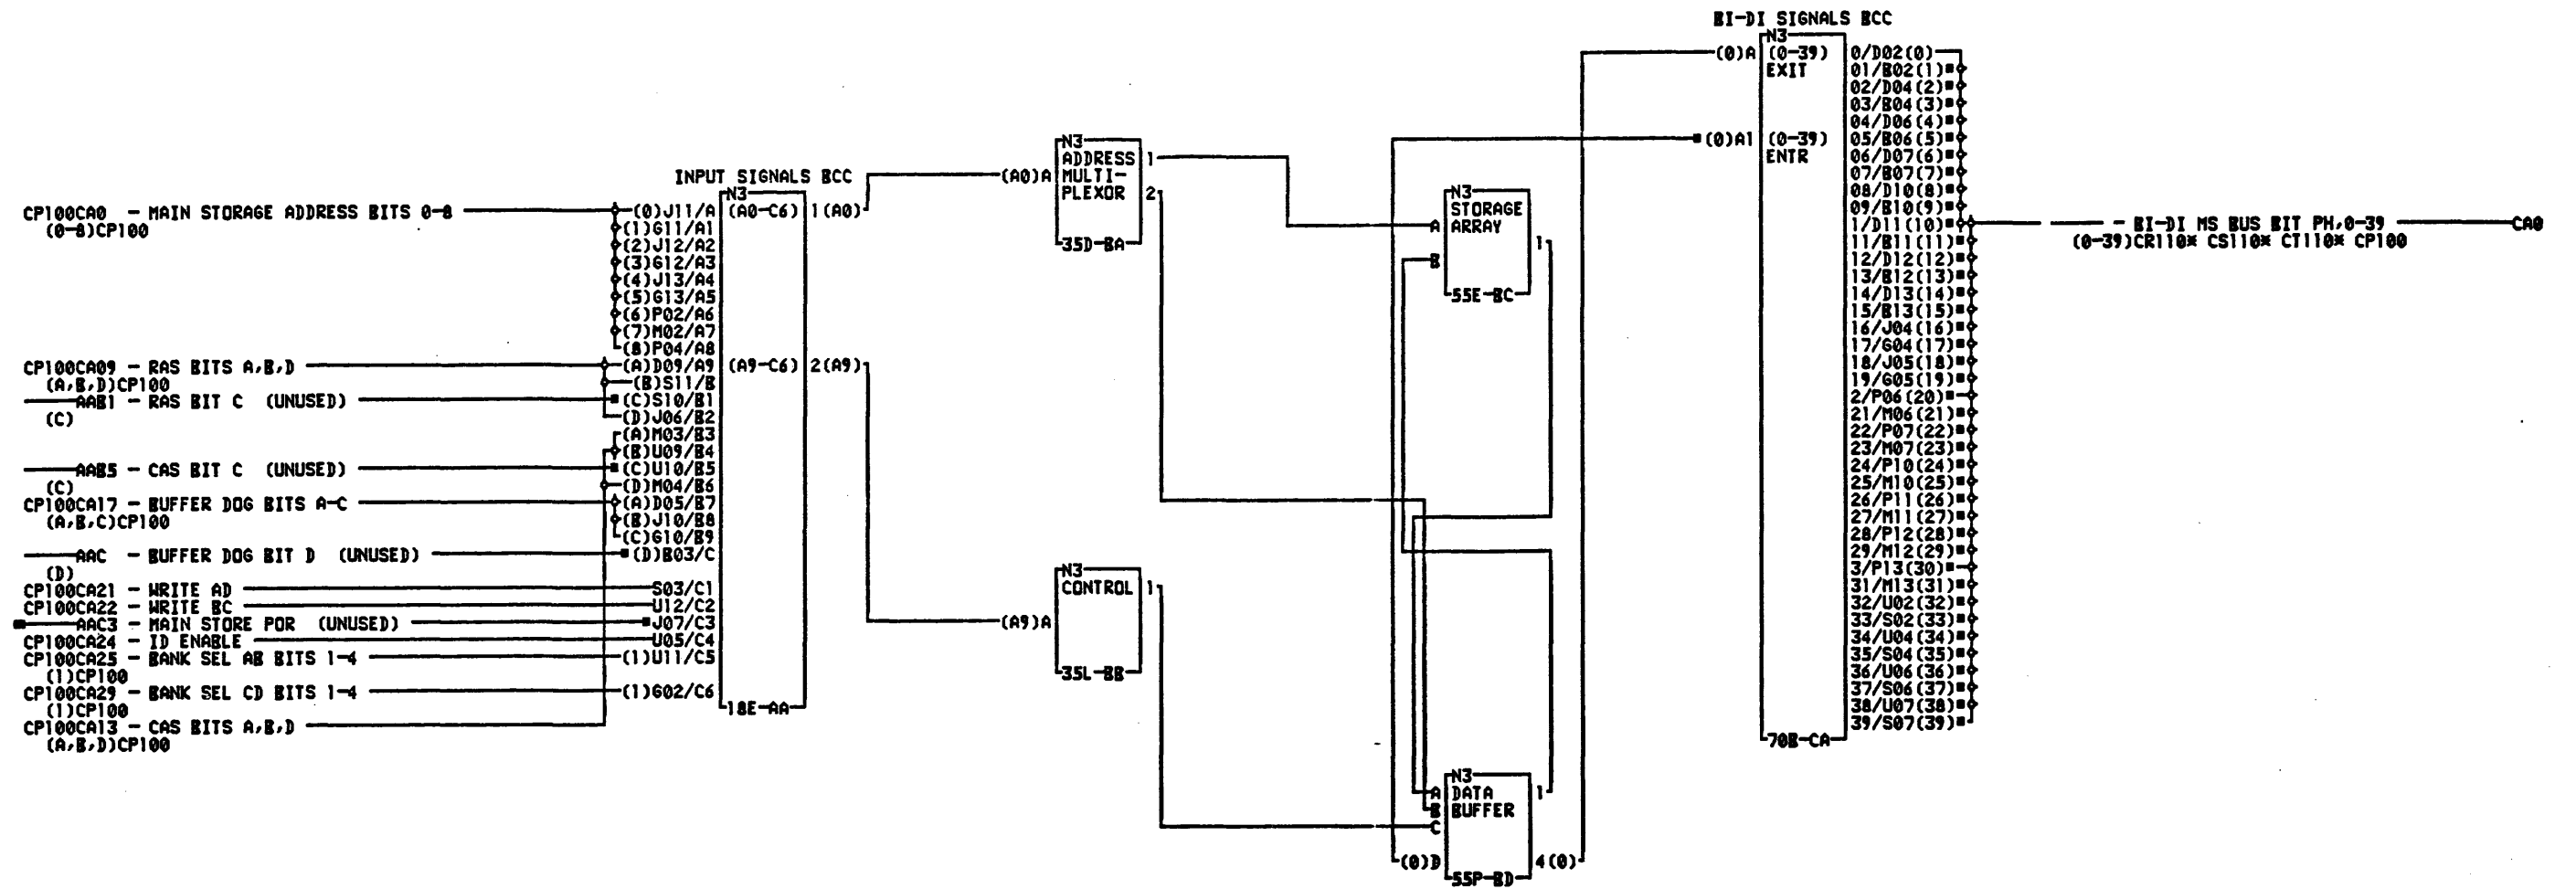 BI-DI SIGNALS BCC
N3
(0)A (0-39) 0/D02(0)
EXIT 01/B02(1)
02/D04(2)
03/B04(3)
04/D06(4)
(0)A1 (0-39) 05/B06(5)
ENTR 06/D07(6)
07/B07(7)
08/D10(8)
09/B10(9)
1/D11(10)
11/B11(11)
12/D12(12)
13/B12(13)
14/D13(14)
15/B13(15)
16/J04(16)
17/G04(17)
18/J05(18)
19/G05(19)
2/P06(20)
21/M06(21)
22/P07(22)
23/M07(23)
24/P10(24)
25/M10(25)
26/P11(26)
27/M11(27)
28/P12(28)
29/M12(29)
3/P13(30)
31/M13(31)
32/U02(32)
33/S02(33)
34/U04(34)
35/S04(35)
36/U06(36)
37/S06(37)
38/U07(38)
39/S07(39)
70B-CA
- BI-DI MS BUS BIT PH,0-39 CA0
(0-39)CR110* CS110* CT110* CP100
INPUT SIGNALS BCC
N3
CP100CA0 - MAIN STORAGE ADDRESS BITS 0-8 (0)J11/A (A0-C6) 1(A0)
(0-8)CP100 (1)G11/A1
(2)J12/A2
(3)G12/A3
(4)J13/A4
(5)G13/A5
(6)P02/A6
(7)M02/A7
(8)P04/A8
CP100CA09 - RAS BITS A,B,D (A)D09/A9 (A9-C6) 2(A9)
(A,B,D)CP100 (B)S11/B
AAB1 - RAS BIT C (UNUSED) (C)S10/B1
(C) (D)J06/B2
(A)M03/B3
(B)U09/B4
AAB5 - CAS BIT C (UNUSED) (C)U10/B5
(C) (D)M04/B6
CP100CA17 - BUFFER DOG BITS A-C (A)D05/B7
(A,B,C)CP100 (B)J10/B8
(C)G10/B9
AAC - BUFFER DOG BIT D (UNUSED) (D)B03/C
(D)
CP100CA21 - WRITE AD S03/C1
CP100CA22 - WRITE BC U12/C2
AAC3 - MAIN STORE POR (UNUSED) J07/C3
CP100CA24 - ID ENABLE U05/C4
CP100CA25 - BANK SEL AB BITS 1-4 (1)U11/C5
(1)CP100
CP100CA29 - BANK SEL CD BITS 1-4 (1)G02/C6
(1)CP100
18E-AA
CP100CA13 - CAS BITS A,B,D
(A,B,D)CP100
N3
ADDRESS 1
(A0)A MULTI-
PLEXOR 2
35D-BA
N3
STORAGE
A ARRAY
1
B
55E-BC
N3
CONTROL 1
(A9)A
35L-BB
N3
A DATA 1
B BUFFER
C
(0)D 4(0)
55P-BD